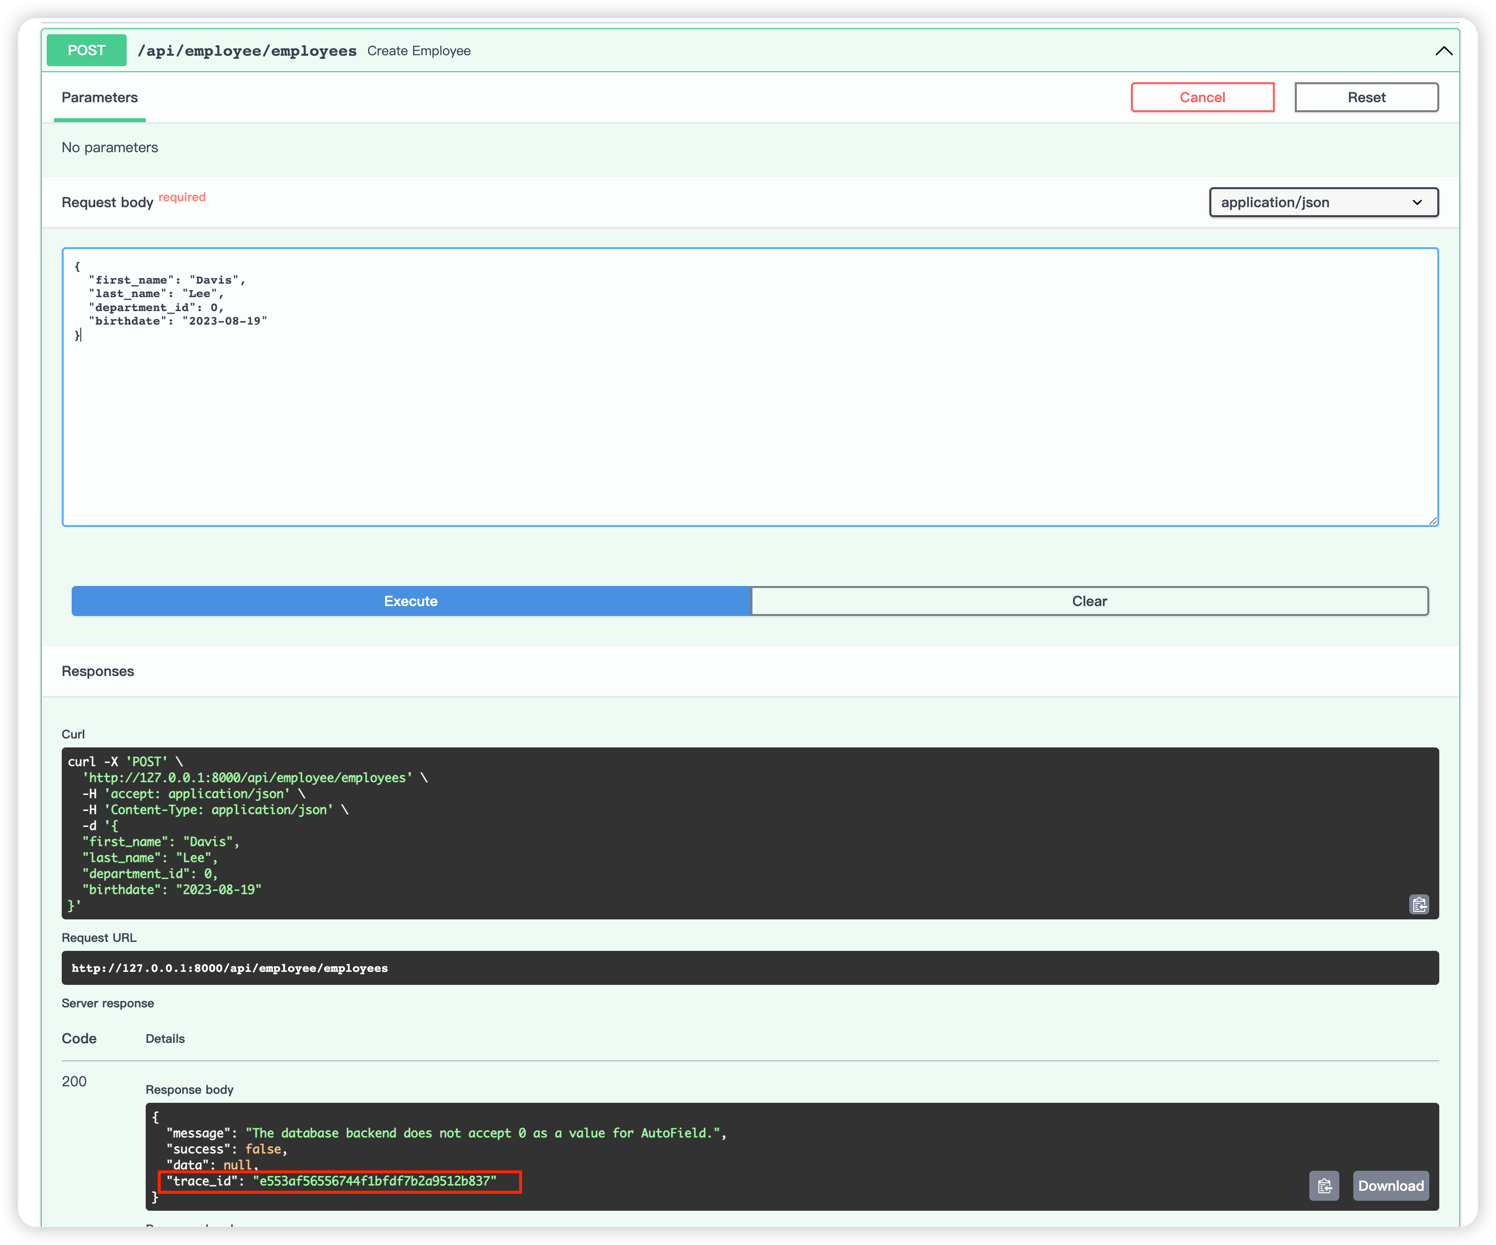 POST /api/employee/employees Create Employee
Parameters
Cancel
Reset
No parameters
Request body required
application/json
{
  "first_name": "Davis",
  "last_name": "Lee",
  "department_id": 0,
  "birthdate": "2023-08-19"
}
Execute
Clear
Responses
Curl
curl -X 'POST' \
  'http://127.0.0.1:8000/api/employee/employees' \
  -H 'accept: application/json' \
  -H 'Content-Type: application/json' \
  -d '{
  "first_name": "Davis",
  "last_name": "Lee",
  "department_id": 0,
  "birthdate": "2023-08-19"
}'
Request URL
http://127.0.0.1:8000/api/employee/employees
Server response
Code
Details
200
Response body
{
  "message": "The database backend does not accept 0 as a value for AutoField.",
  "success": false,
  "data": null,
  "trace_id": "e553af56556744f1bfdf7b2a9512b837"
}
Download